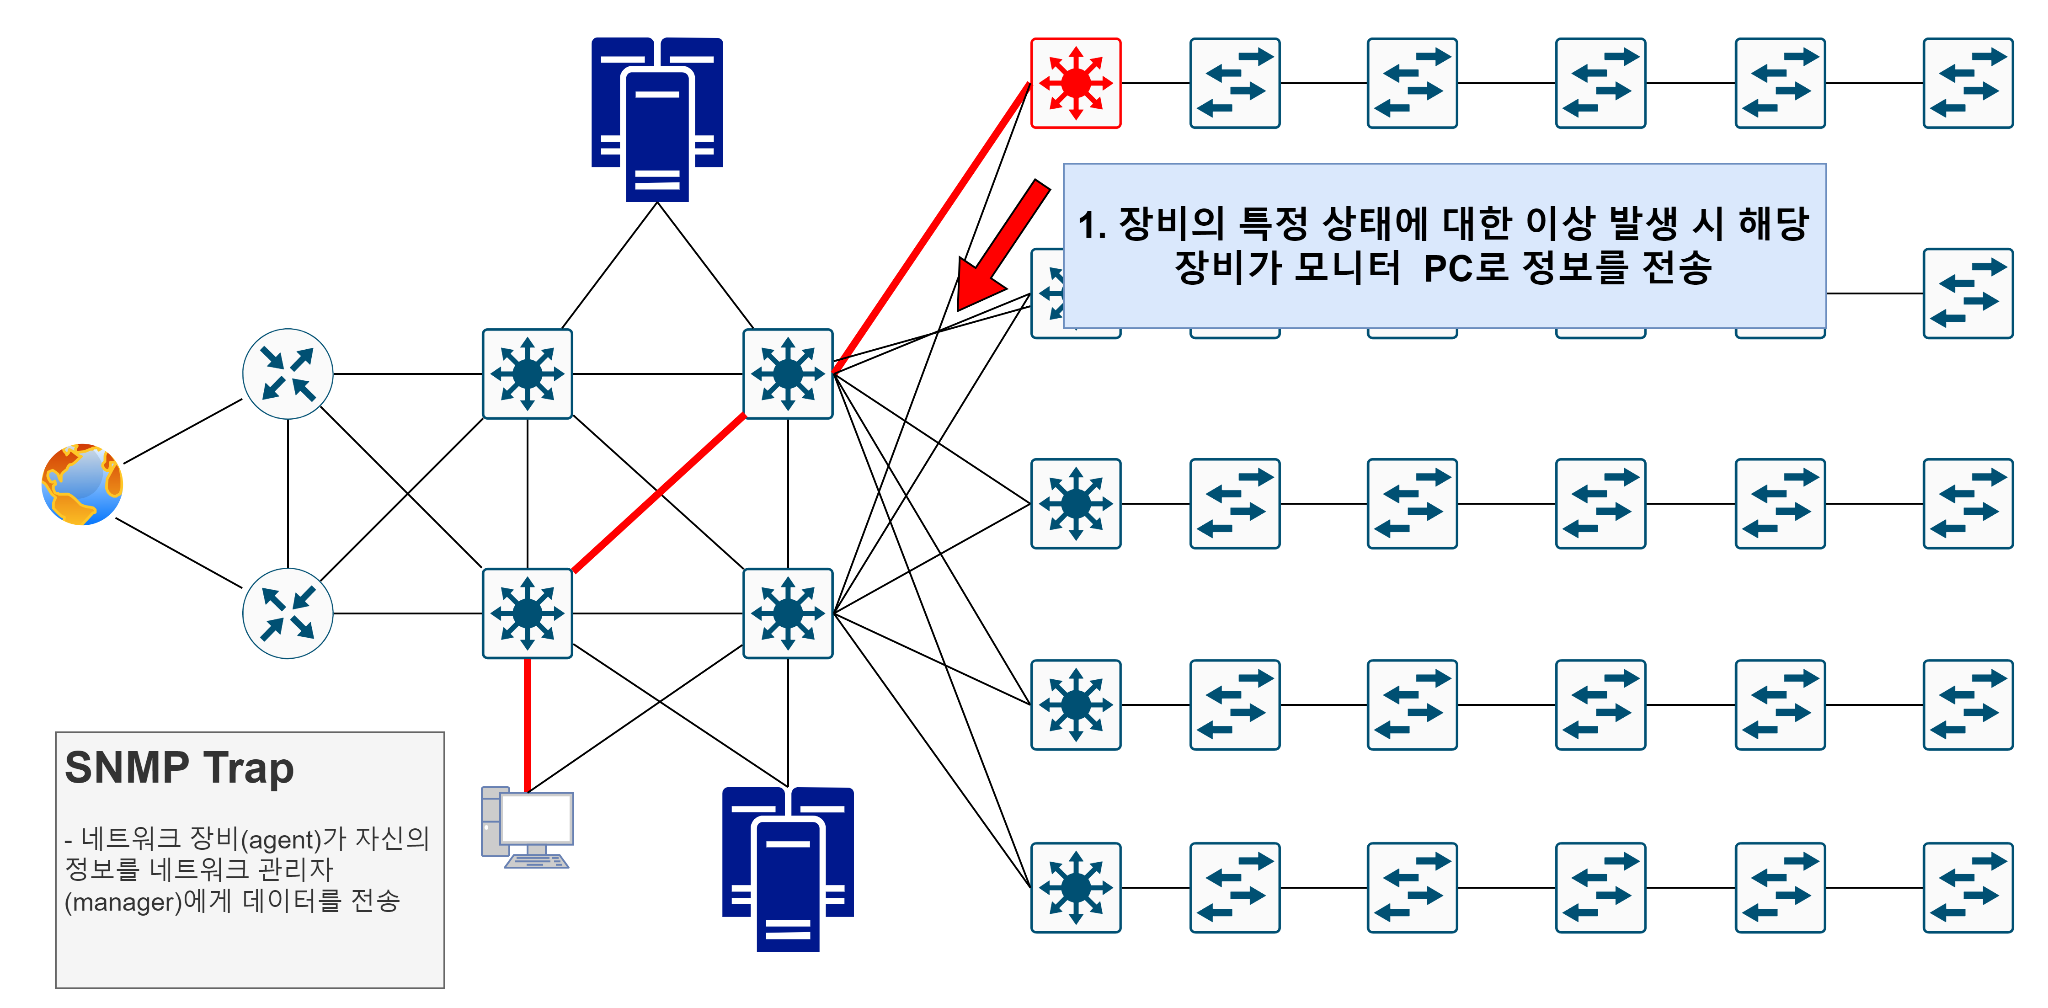 1. 장비의 특정 상태에 대한 이상 발생 시 해당
장비가 모니터  PC로 정보를 전송
SNMP Trap
- 네트워크 장비(agent)가 자신의
정보를 네트워크 관리자
(manager)에게 데이터를 전송